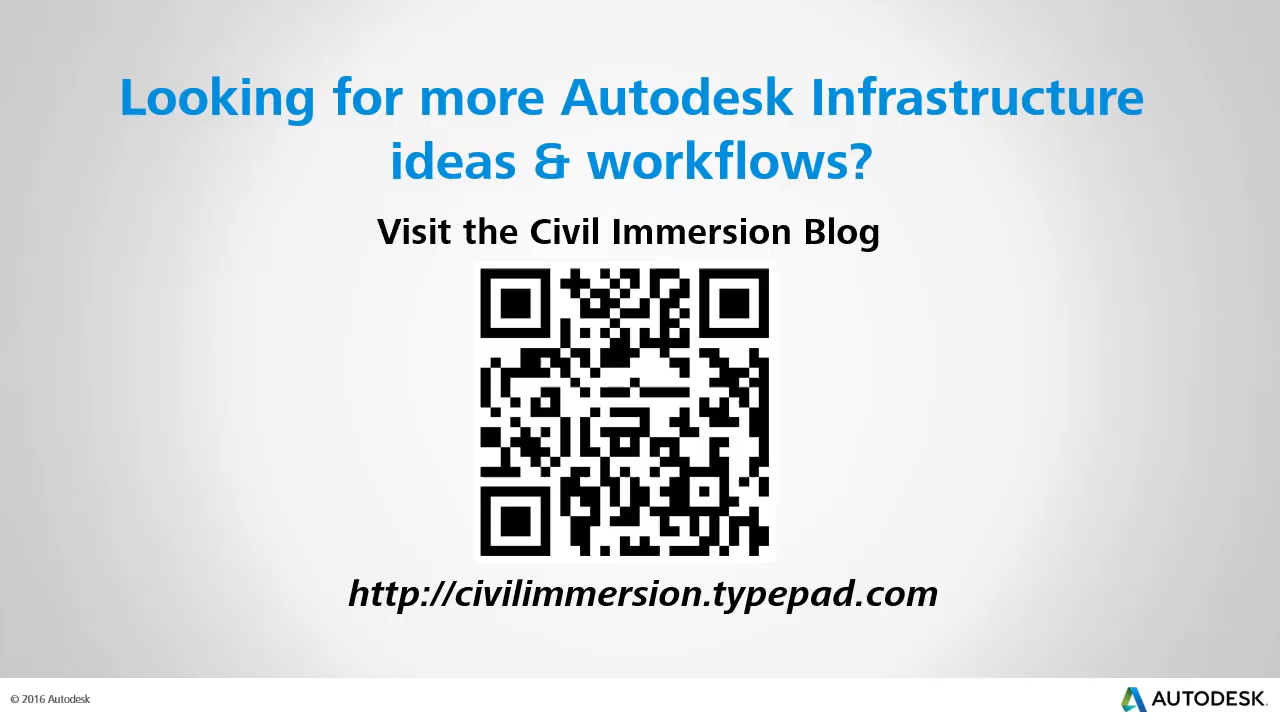 Looking for more Autodesk Infrastructure
ideas & workflows?
Visit the Civil Immersion Blog
http://civilimmersion.typepad.com
© 2016 Autodesk
AUTODESK.